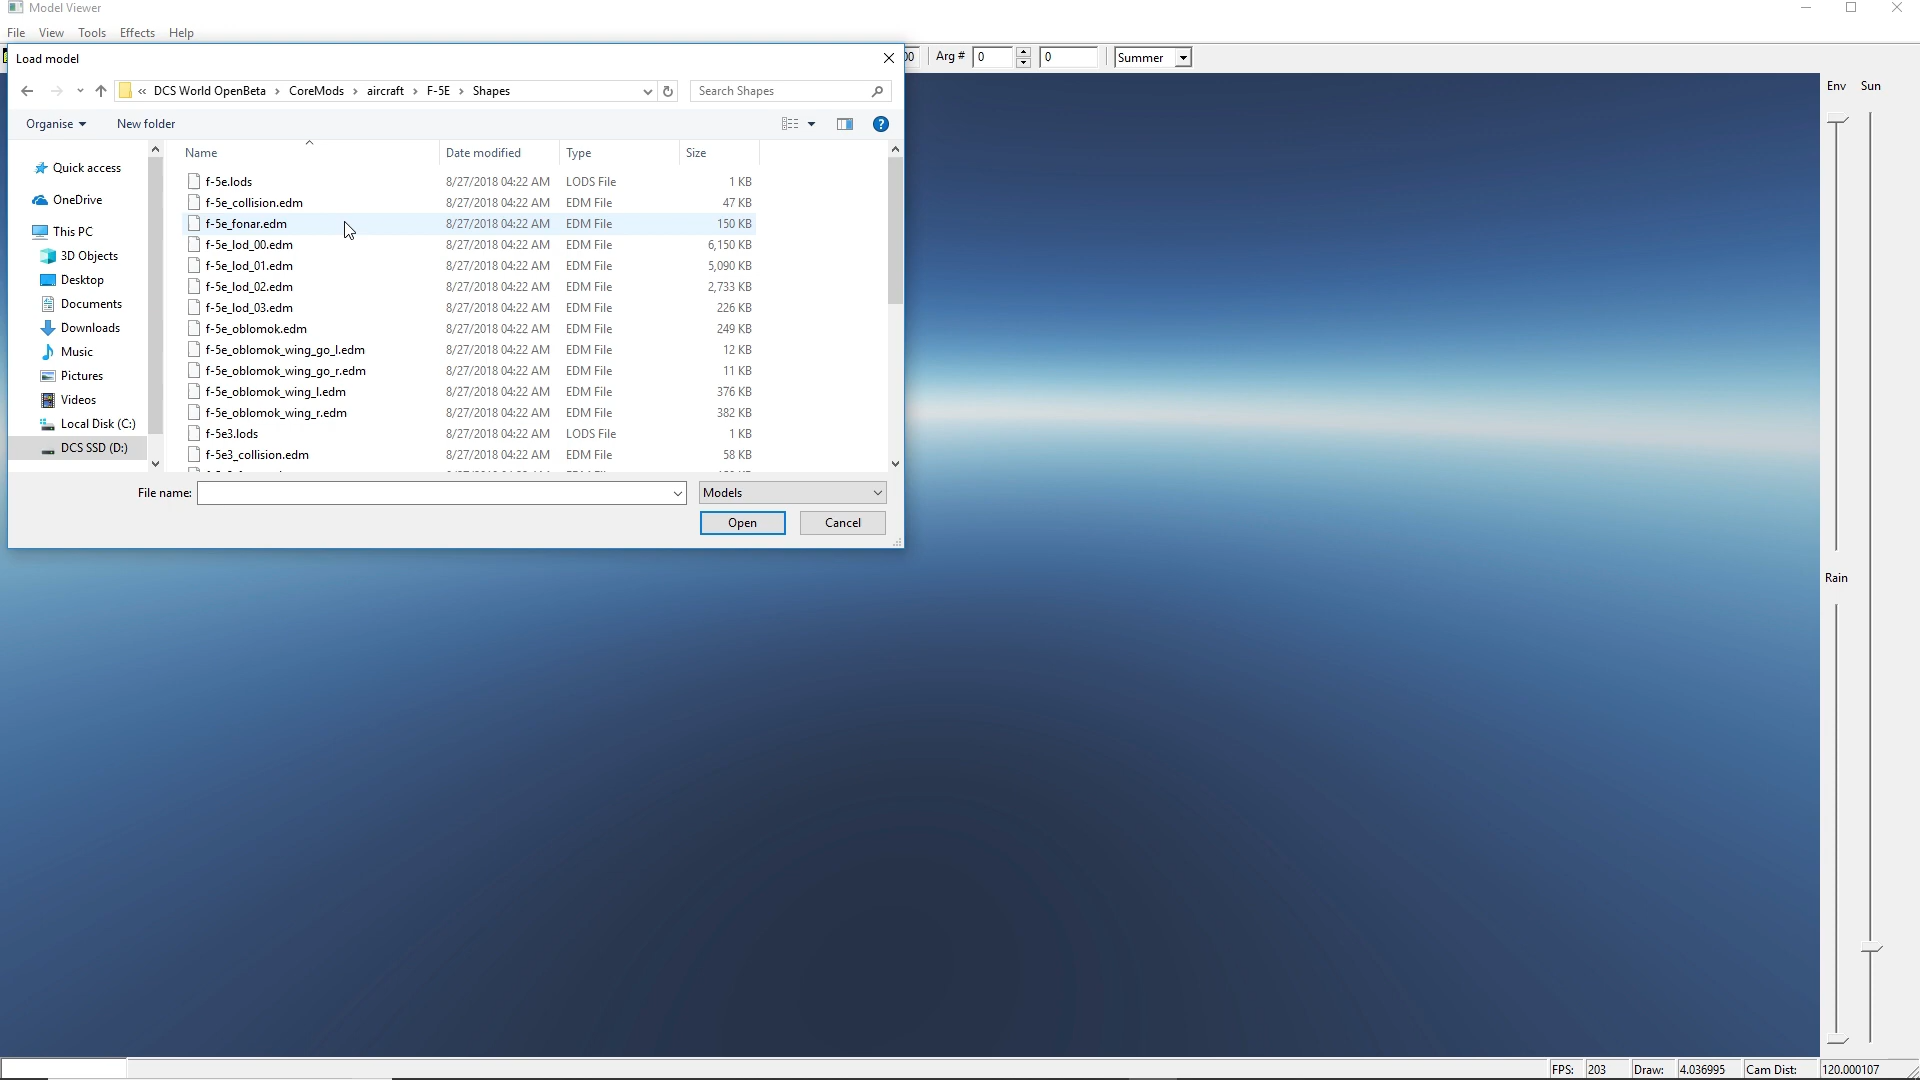 Model Viewer
File View Tools Effects Help
Load model
Arg # 0 0 Summer
« DCS World OpenBeta › CoreMods › aircraft › F-5E › Shapes Search Shapes
Env Sun
Organise New folder
Name Date modified Type Size
Quick access
OneDrive
This PC
3D Objects
Desktop
Documents
Downloads
Music
Pictures
Videos
Local Disk (C:)
DCS SSD (D:)
f-5e.lods 8/27/2018 04:22 AM LODS File 1 KB
f-5e_collision.edm 8/27/2018 04:22 AM EDM File 47 KB
f-5e_fonar.edm 8/27/2018 04:22 AM EDM File 150 KB
f-5e_lod_00.edm 8/27/2018 04:22 AM EDM File 6,150 KB
f-5e_lod_01.edm 8/27/2018 04:22 AM EDM File 5,090 KB
f-5e_lod_02.edm 8/27/2018 04:22 AM EDM File 2,733 KB
f-5e_lod_03.edm 8/27/2018 04:22 AM EDM File 226 KB
f-5e_oblomok.edm 8/27/2018 04:22 AM EDM File 249 KB
f-5e_oblomok_wing_go_l.edm 8/27/2018 04:22 AM EDM File 12 KB
f-5e_oblomok_wing_go_r.edm 8/27/2018 04:22 AM EDM File 11 KB
f-5e_oblomok_wing_l.edm 8/27/2018 04:22 AM EDM File 376 KB
f-5e_oblomok_wing_r.edm 8/27/2018 04:22 AM EDM File 382 KB
f-5e3.lods 8/27/2018 04:22 AM LODS File 1 KB
f-5e3_collision.edm 8/27/2018 04:22 AM EDM File 58 KB
File name: Models
Open Cancel
Rain
FPS: 203 Draw: 4.036995 Cam Dist: 120.000107